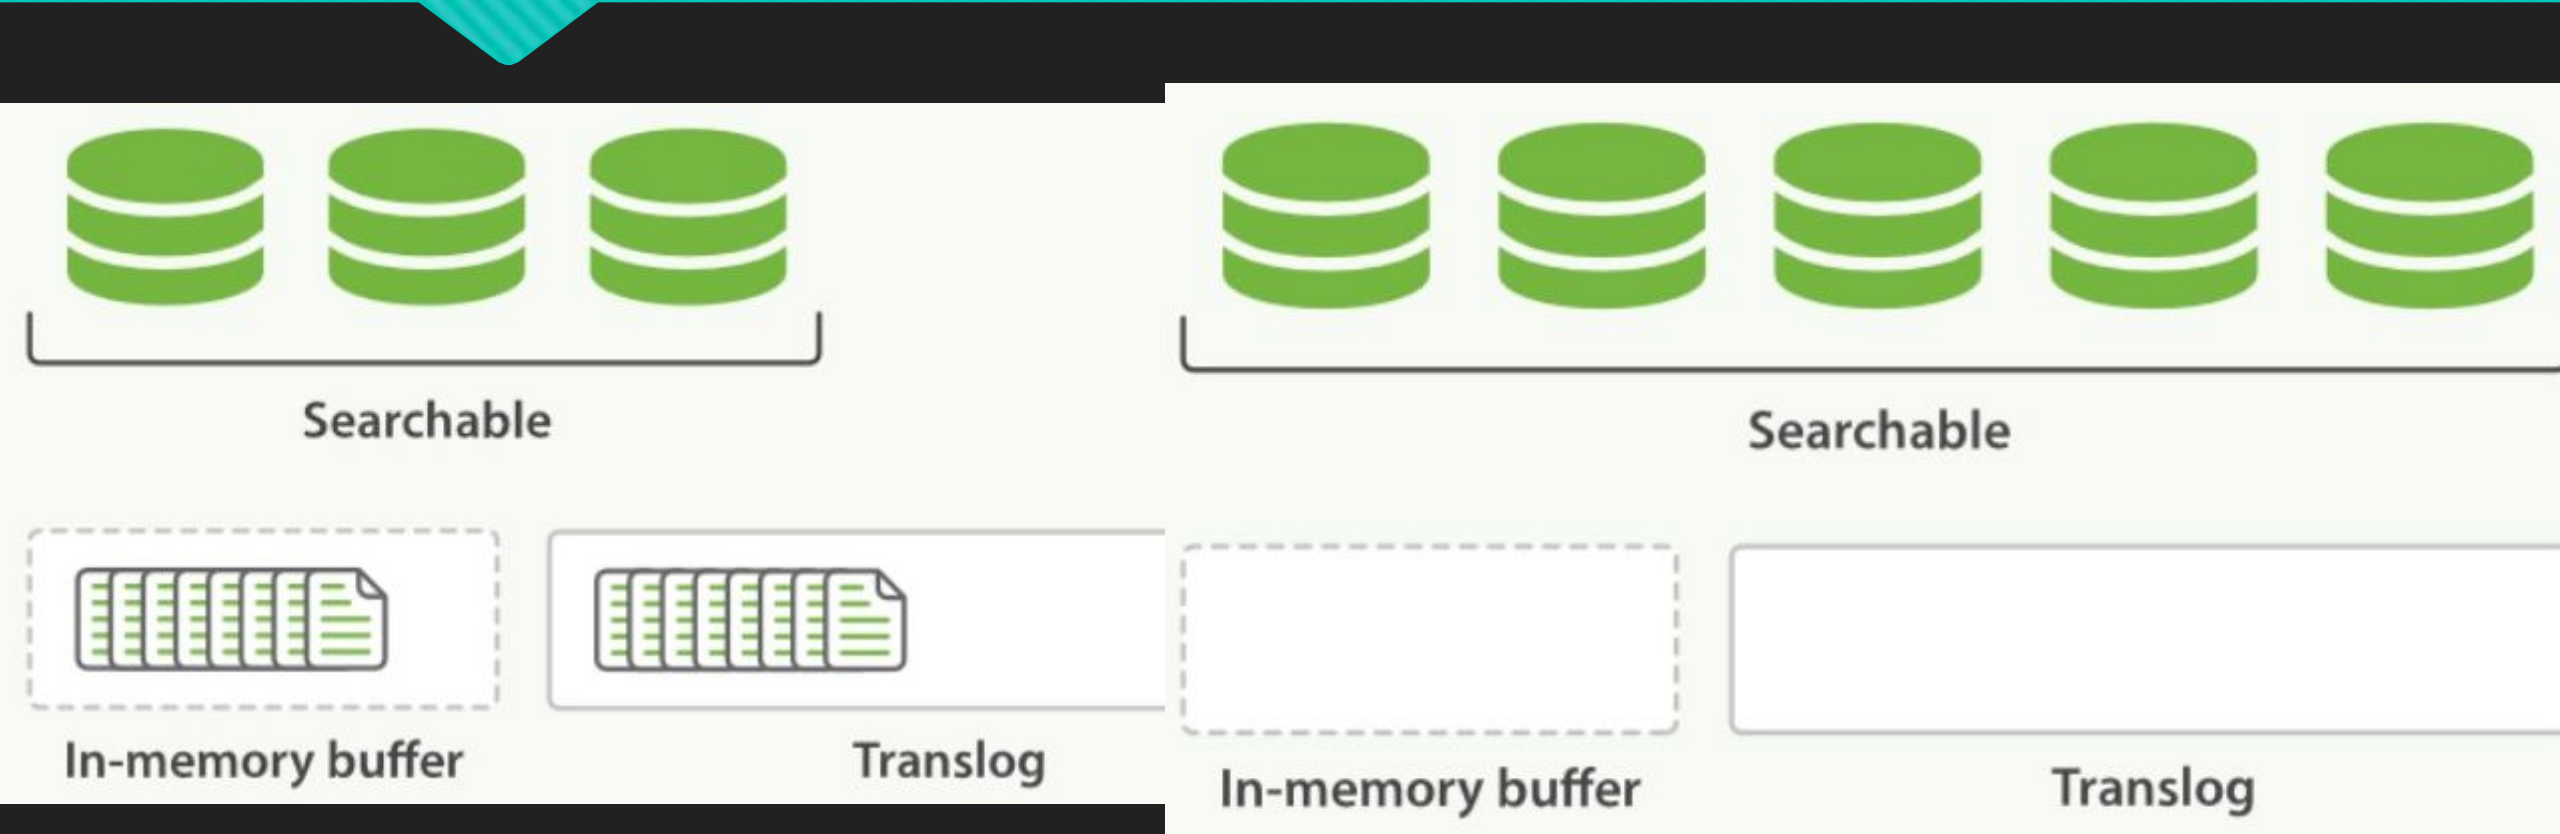 Searchable
In-memory buffer
Translog
Searchable
In-memory buffer
Translog